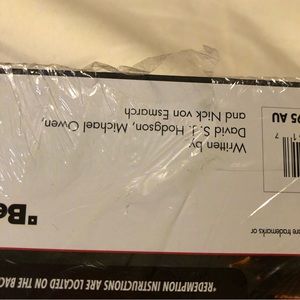 Written by
David S.J. Hodgson, Michael Owen,
and Nick von Esmarch
95 AU
are trademarks or
*Be
*REDEMPTION INSTRUCTIONS ARE LOCATED ON THE BAC